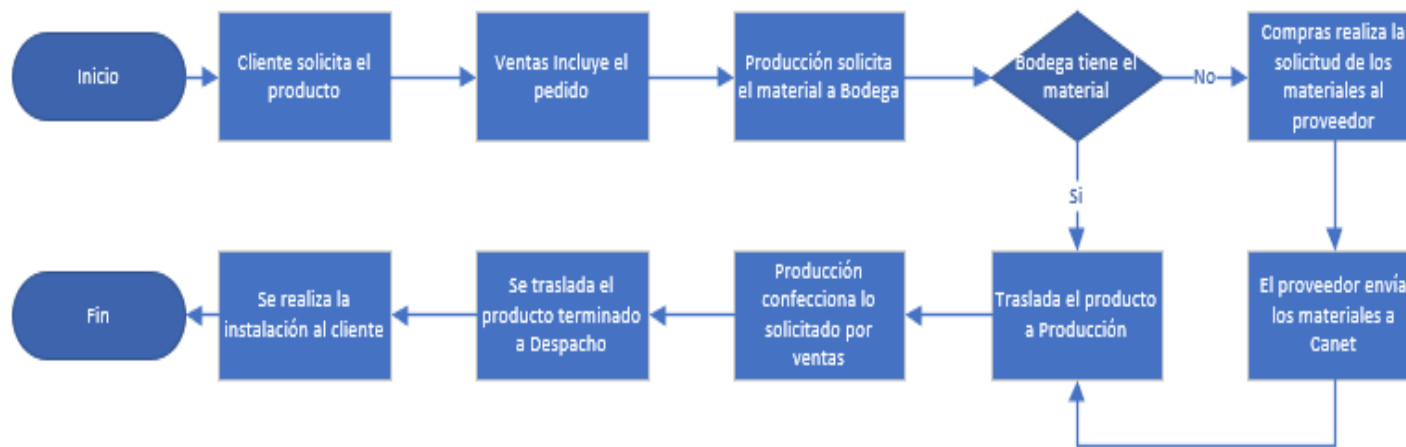 Inicio
Cliente solicita el
producto
Ventas Incluye el
pedido
Producción solicita
el material a Bodega
Bodega tiene el
material
No
Compras realiza la
solicitud de los
materiales al
proveedor
Si
Fin
Se realiza la
instalación al cliente
Se traslada el
producto terminado
a Despacho
Producción
confecciona lo
solicitado por
ventas
Traslada el producto
a Producción
El proveedor envía
los materiales a
Canet